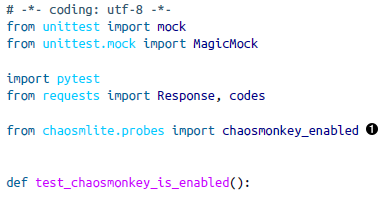 # -*- coding: utf-8 -*-
from unittest import mock
from unittest.mock import MagicMock
import pytest
from requests import Response, codes
from chaosmlite.probes import chaosmonkey_enabled ❶
def test_chaosmonkey_is_enabled():